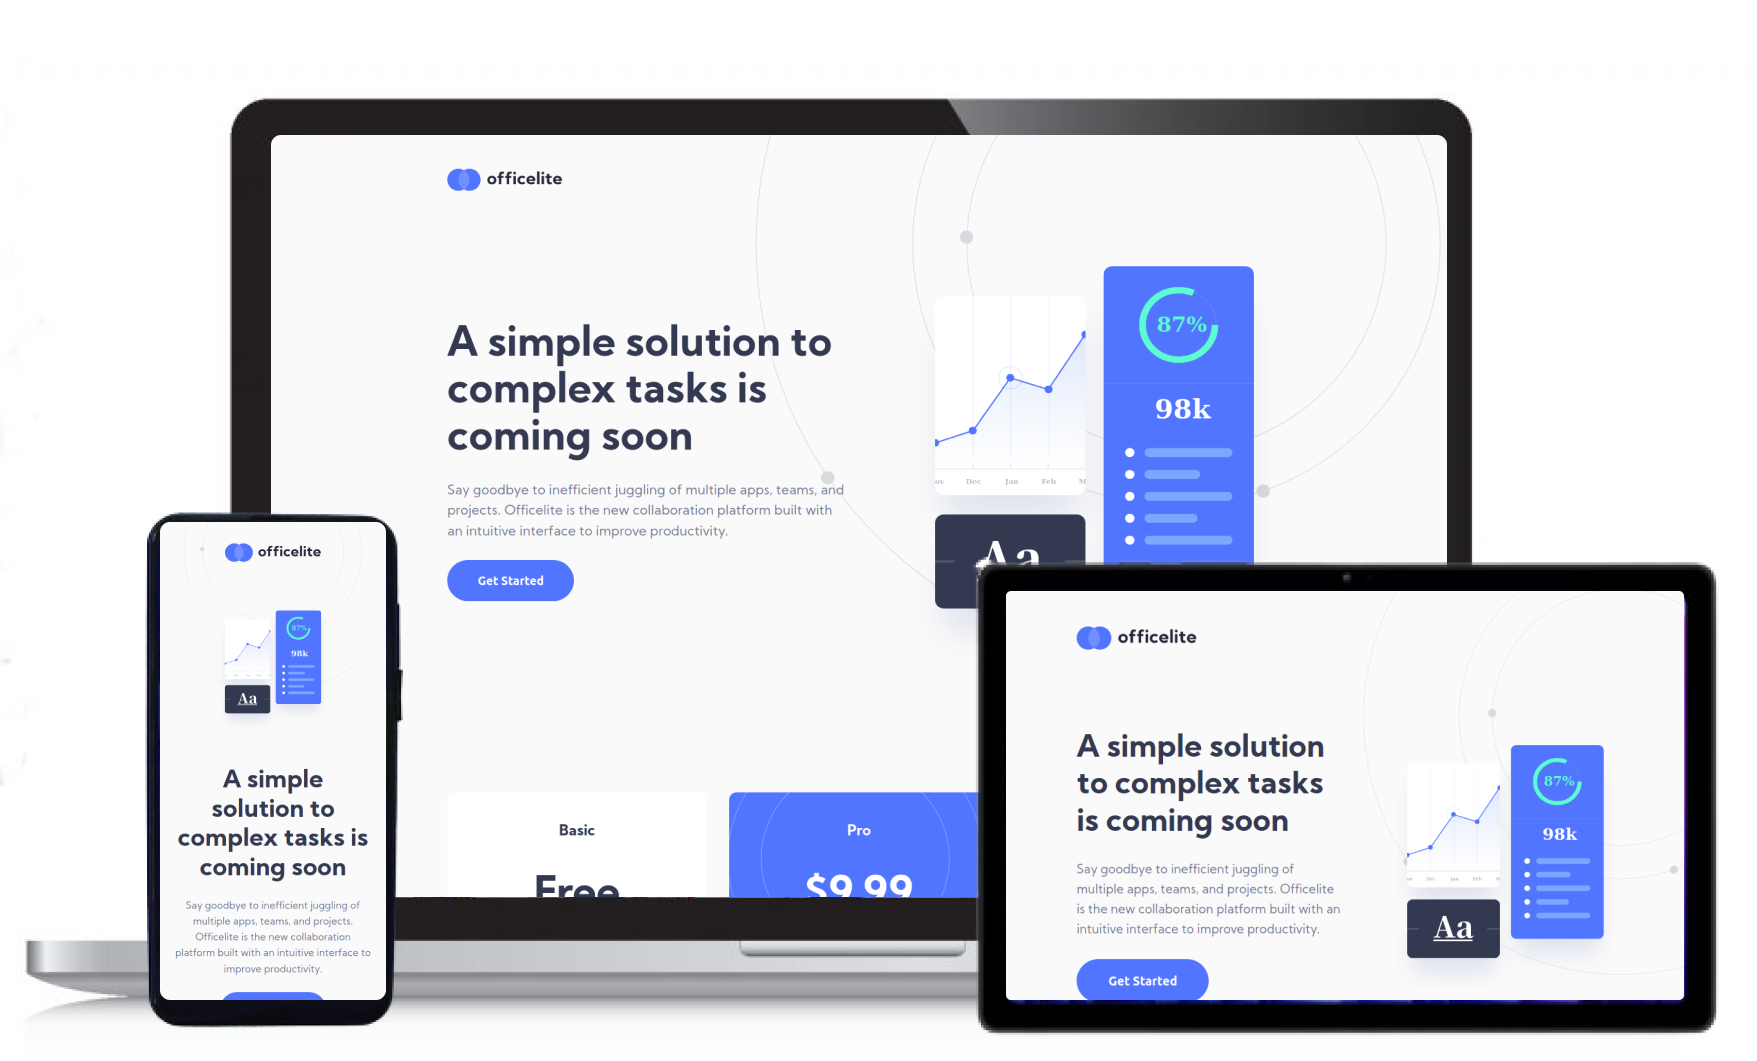 officelite
A simple solution to
complex tasks is
coming soon
Say goodbye to inefficient juggling of multiple apps, teams, and
projects. Officelite is the new collaboration platform built with
an intuitive interface to improve productivity.
Get Started
87%
98k
ov Dec Jan Feb M
Aa
Basic
Free
Pro
$9.99
officelite
87%
98k
Aa
A simple
solution to
complex tasks is
coming soon
Say goodbye to inefficient juggling of
multiple apps, teams, and projects.
Officelite is the new collaboration
platform built with an intuitive interface to
improve productivity.
officelite
A simple solution
to complex tasks
is coming soon
Say goodbye to inefficient juggling of
multiple apps, teams, and projects. Officelite
is the new collaboration platform built with an
intuitive interface to improve productivity.
Get Started
87%
98k
ov Dec Jan Feb M
Aa